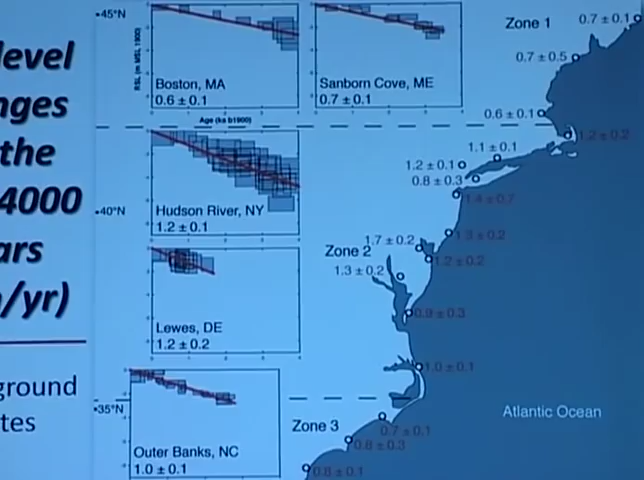 level
nges
the
4000
ars
/yr)
ground
tes
45°N
40°N
35°N
RSL (m MSL 1900)
Boston, MA
0.6 ± 0.1
Age (ka b1900)
Sanborn Cove, ME
0.7 ± 0.1
Hudson River, NY
1.2 ± 0.1
Lewes, DE
1.2 ± 0.2
Outer Banks, NC
1.0 ± 0.1
Zone 1
0.7 ± 0.1
0.7 ± 0.5
0.6 ± 0.1
1.2 ± 0.2
1.1 ± 0.1
1.2 ± 0.1
0.8 ± 0.3
Zone 2
1.7 ± 0.2
1.3 ± 0.2
1.2 ± 0.2
1.3 ± 0.2
0.9 ± 0.3
1.0 ± 0.1
Atlantic Ocean
Zone 3
0.7 ± 0.1
0.8 ± 0.3
0.8 ± 0.1